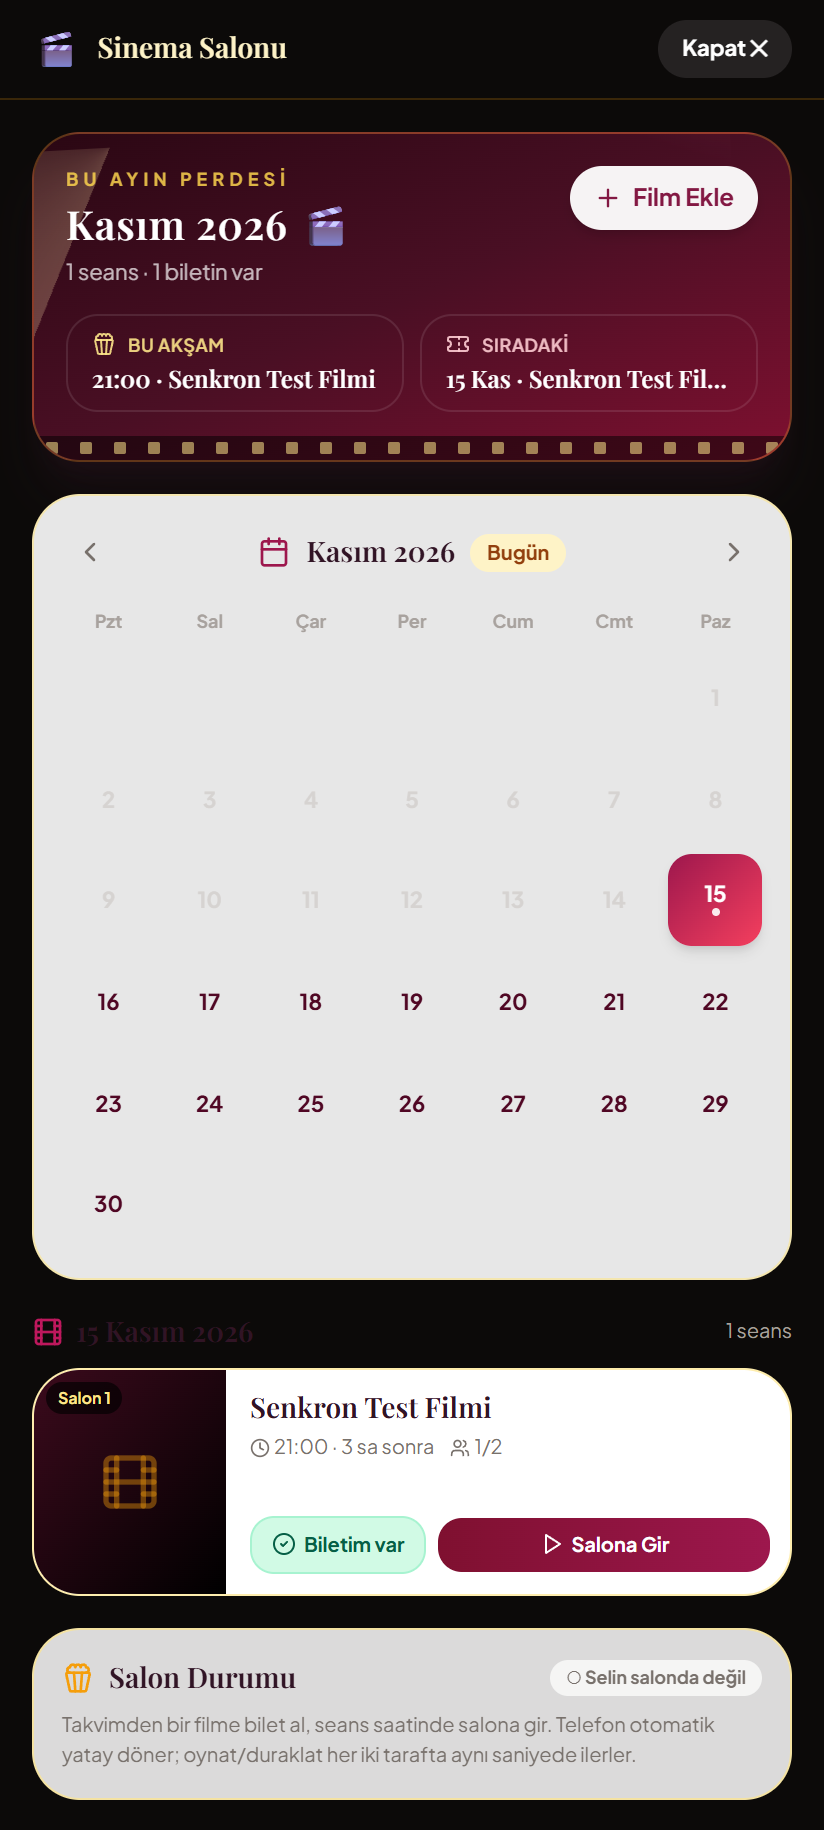 Sinema Salonu
Kapat
BU AYIN PERDESİ
Film Ekle
Kasım 2026
1 seans · 1 biletin var
BU AKŞAM
21:00 · Senkron Test Filmi
SIRADAKİ
15 Kas · Senkron Test Fil...
Kasım 2026 Bugün
Pzt Sal Çar Per Cum Cmt Paz
1
2 3 4 5 6 7 8
9 10 11 12 13 14 15
16 17 18 19 20 21 22
23 24 25 26 27 28 29
30
15 Kasım 2026
1 seans
Salon 1
Senkron Test Filmi
21:00 · 3 sa sonra 1/2
Biletim var
Salona Gir
Salon Durumu
Selin salonda değil
Takvimden bir filme bilet al, seans saatinde salona gir. Telefon otomatik
yatay döner; oynat/duraklat her iki tarafta aynı saniyede ilerler.